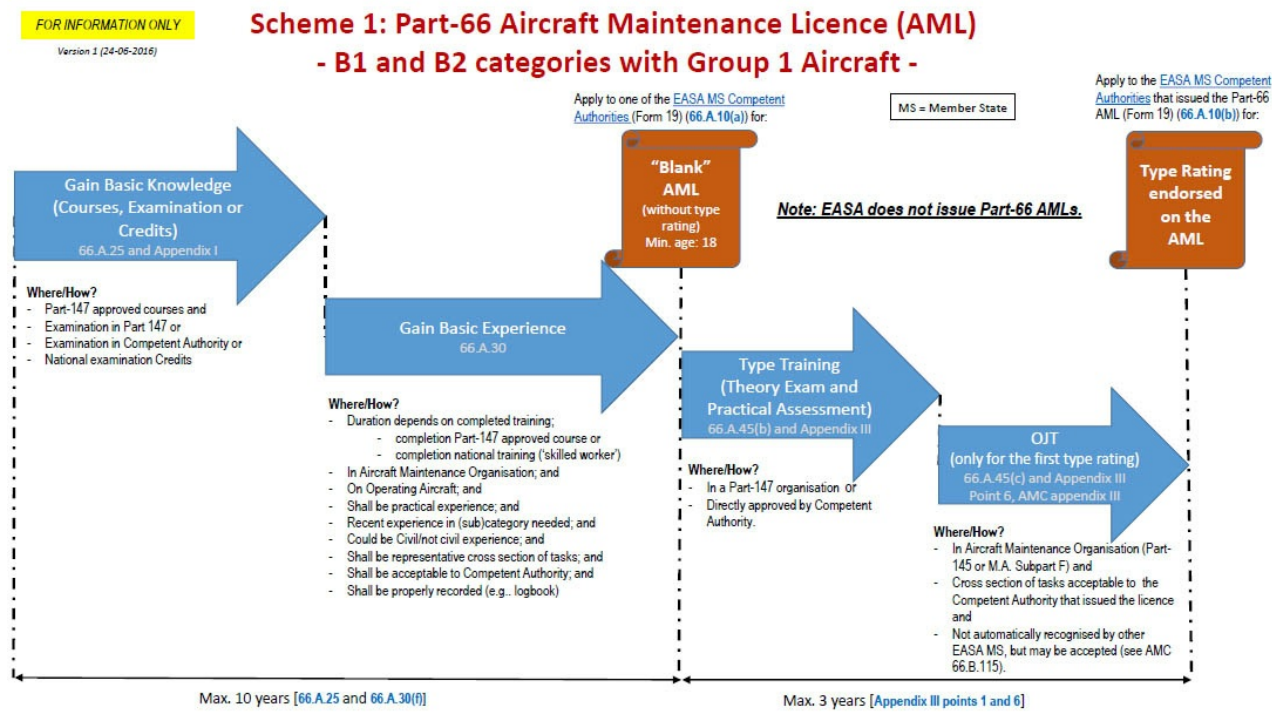 FOR INFORMATION ONLY
Version 1 (24-06-2016)
Scheme 1: Part-66 Aircraft Maintenance Licence (AML)
- B1 and B2 categories with Group 1 Aircraft -
Apply to one of the EASA MS Competent
Authorities (Form 19) (66.A.10(a)) for:
MS = Member State
Apply to the EASA MS Competent
Authorities that issued the Part-66
AML (Form 19) (66.A.10(b)) for:
“Blank”
AML
(without type
rating)
Min. age: 18
Note: EASA does not issue Part-66 AMLs.
Type Rating
endorsed
on the
AML
Gain Basic Knowledge
(Courses, Examination or
Credits)
66.A.25 and Appendix I
Where/How?
- Part-147 approved courses and
- Examination in Part 147 or
- Examination in Competent Authority or
- National examination Credits
Gain Basic Experience
66.A.30
Where/How?
- Duration depends on completed training;
- completion Part-147 approved course or
- completion national training (‘skilled worker’)
- In Aircraft Maintenance Organisation; and
- On Operating Aircraft; and
- Shall be practical experience; and
- Recent experience in (sub)category needed; and
- Could be Civil/not civil experience; and
- Shall be representative cross section of tasks; and
- Shall be acceptable to Competent Authority; and
- Shall be properly recorded (e.g.. logbook)
Type Training
(Theory Exam and
Practical Assessment)
66.A.45(b) and Appendix III
Where/How?
- In a Part-147 organisation or
- Directly approved by Competent
Authority.
OJT
(only for the first type rating)
66.A.45(c) and Appendix III
Point 6, AMC appendix III
Where/How?
- In Aircraft Maintenance Organisation (Part-
145 or M.A. Subpart F) and
- Cross section of tasks acceptable to the
Competent Authority that issued the licence
and
- Not automatically recognised by other
EASA MS, but may be accepted (see AMC
66.B.115).
Max. 10 years [66.A.25 and 66.A.30(f)]
Max. 3 years [Appendix III points 1 and 6]